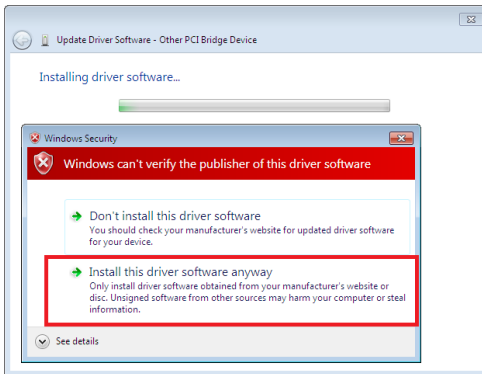 Update Driver Software - Other PCI Bridge Device
Installing driver software...
Windows Security
Windows can't verify the publisher of this driver software
Don't install this driver software
You should check your manufacturer's website for updated driver software
for your device.
Install this driver software anyway
Only install driver software obtained from your manufacturer's website or
disc. Unsigned software from other sources may harm your computer or steal
information.
See details